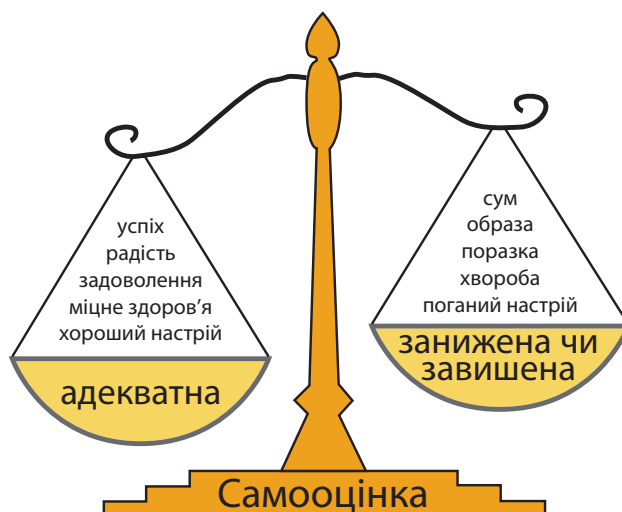 успіх
радість
задоволення
міцне здоров’я
хороший настрій
адекватна
сум
образа
поразка
хвороба
поганий настрій
занижена чи
завишена
Самооцінка